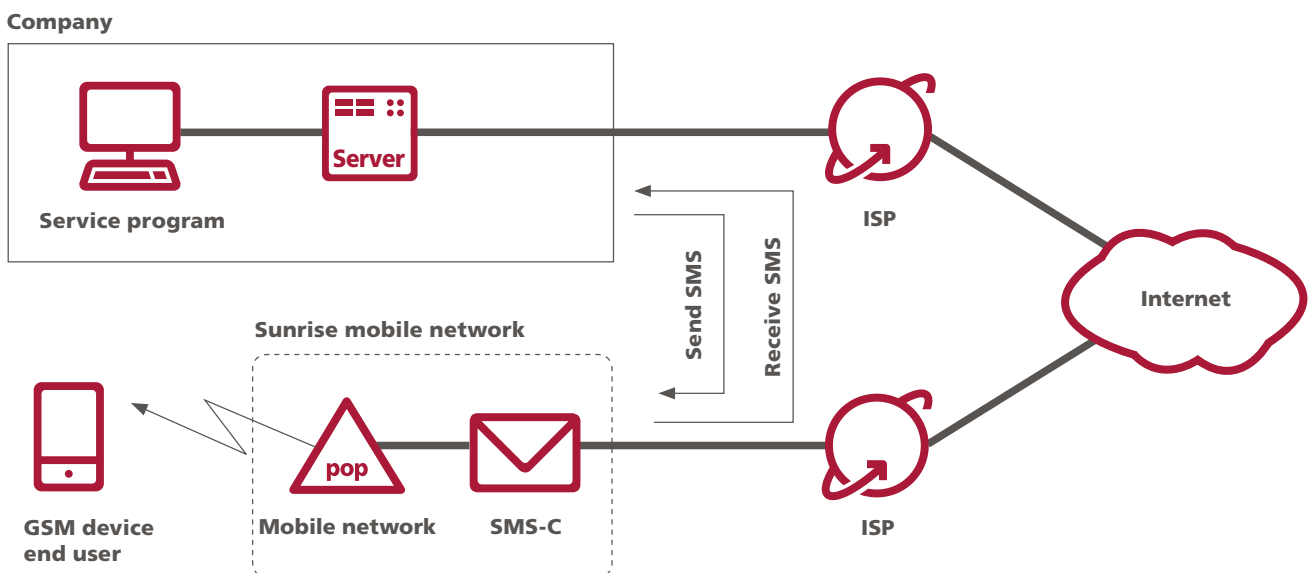 Company
Server
Service program
ISP
Send SMS
Receive SMS
Internet
Sunrise mobile network
pop
GSM device
end user
Mobile network
SMS-C
ISP